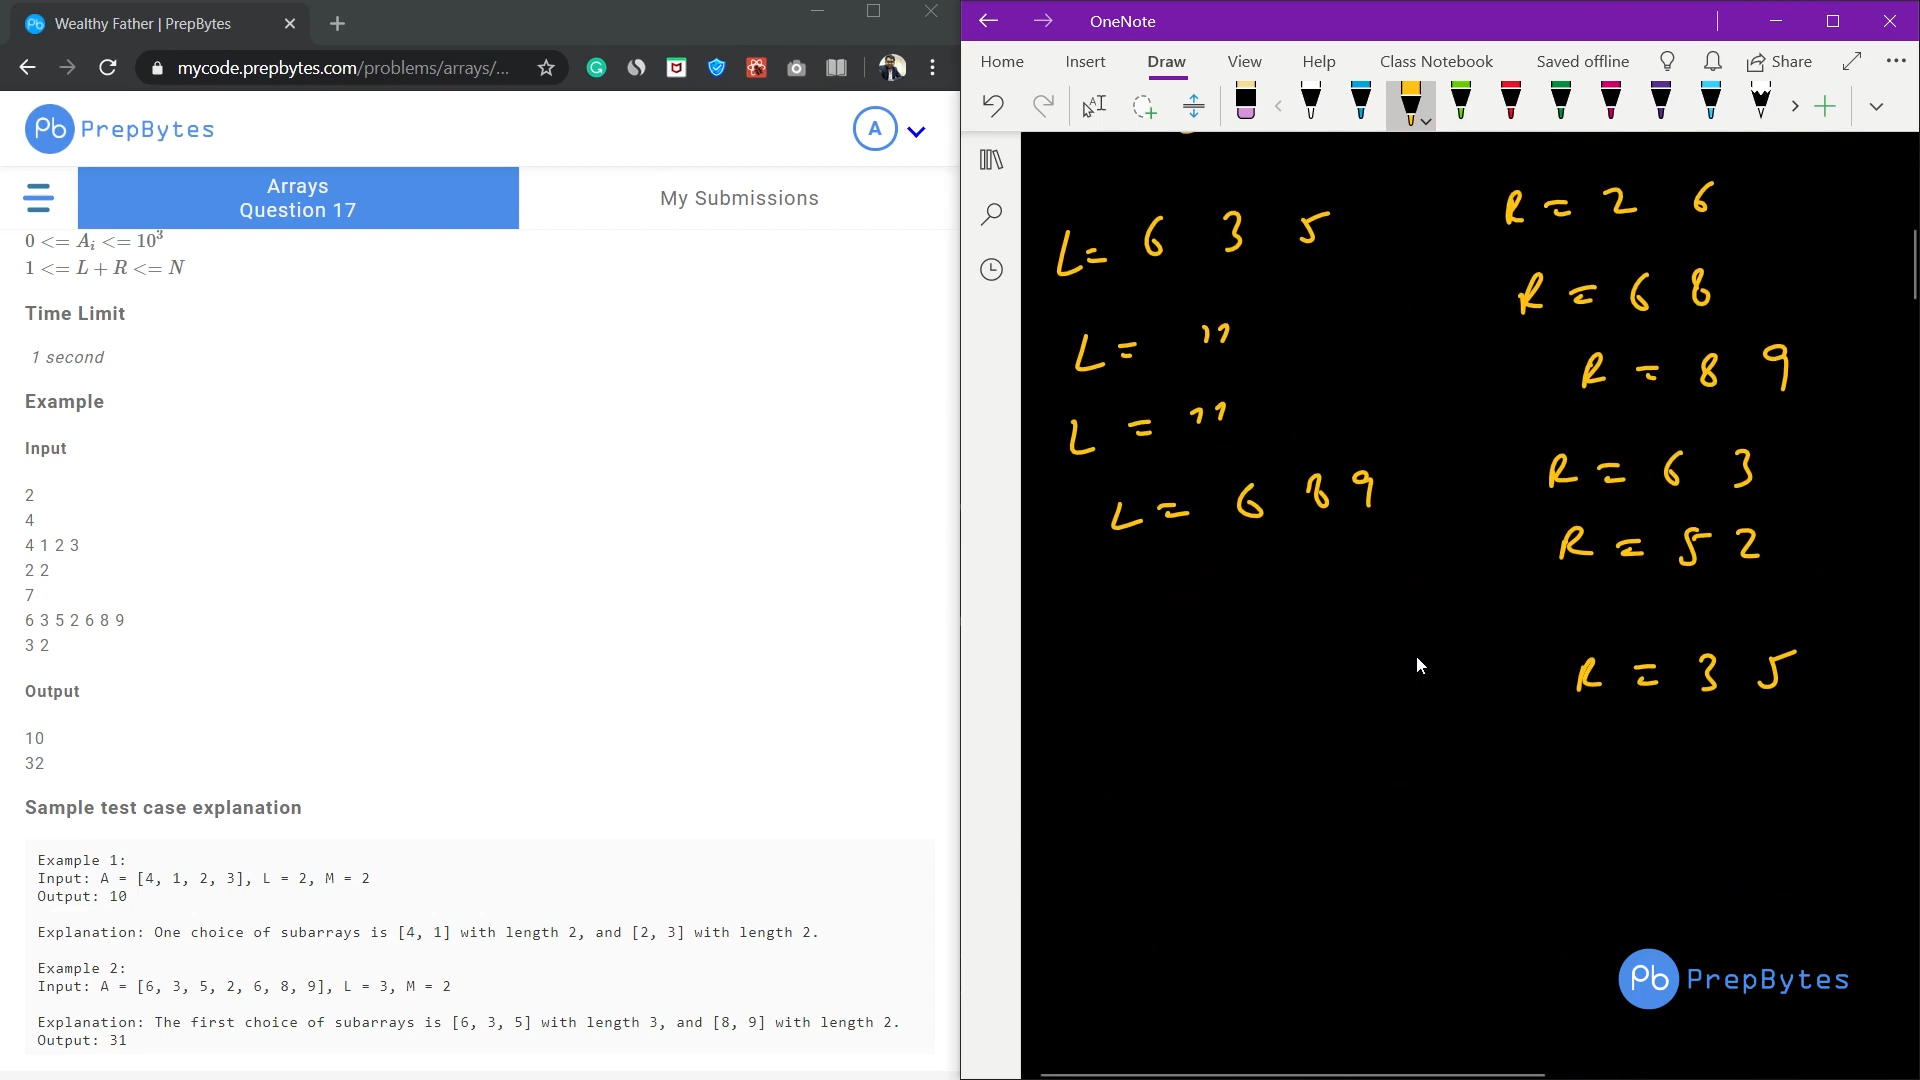 Wealthy Father | PrepBytes
mycode.prepbytes.com/problems/arrays/...
Pb PrepBytes
A
Arrays
Question 17
My Submissions
0 <= Aᵢ <= 10³
1 <= L + R <= N
Time Limit
1 second
Example
Input
2
4
4 1 2 3
2 2
7
6 3 5 2 6 8 9
3 2
Output
10
32
Sample test case explanation
Example 1:
Input: A = [4, 1, 2, 3], L = 2, M = 2
Output: 10
Explanation: One choice of subarrays is [4, 1] with length 2, and [2, 3] with length 2.
Example 2:
Input: A = [6, 3, 5, 2, 6, 8, 9], L = 3, M = 2
Explanation: The first choice of subarrays is [6, 3, 5] with length 3, and [8, 9] with length 2.
Output: 31
OneNote
Home Insert Draw View Help Class Notebook Saved offline Share
L= 6 3 5
R = 2 6
R = 6 8
L = "
R = 8 9
L = "
R = 6 3
L = 6 8 9
R = 5 2
R = 3 5
Pb PrepBytes